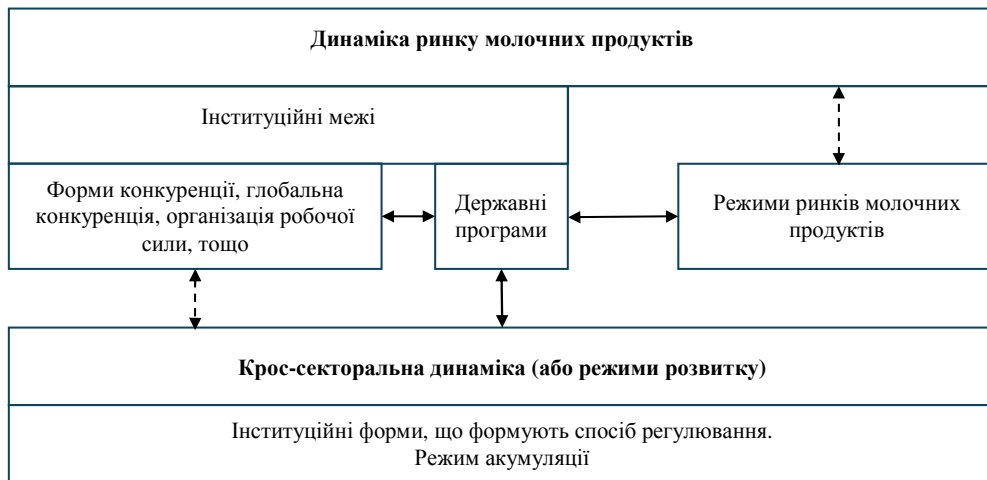 Динаміка ринку молочних продуктів
Інституційні межі
Форми конкуренції, глобальна
конкуренція, організація робочої
сили, тощо
Державні
програми
Режими ринків молочних
продуктів
Крос-секторальна динаміка (або режими розвитку)
Інституційні форми, що формують спосіб регулювання.
Режим акумуляції